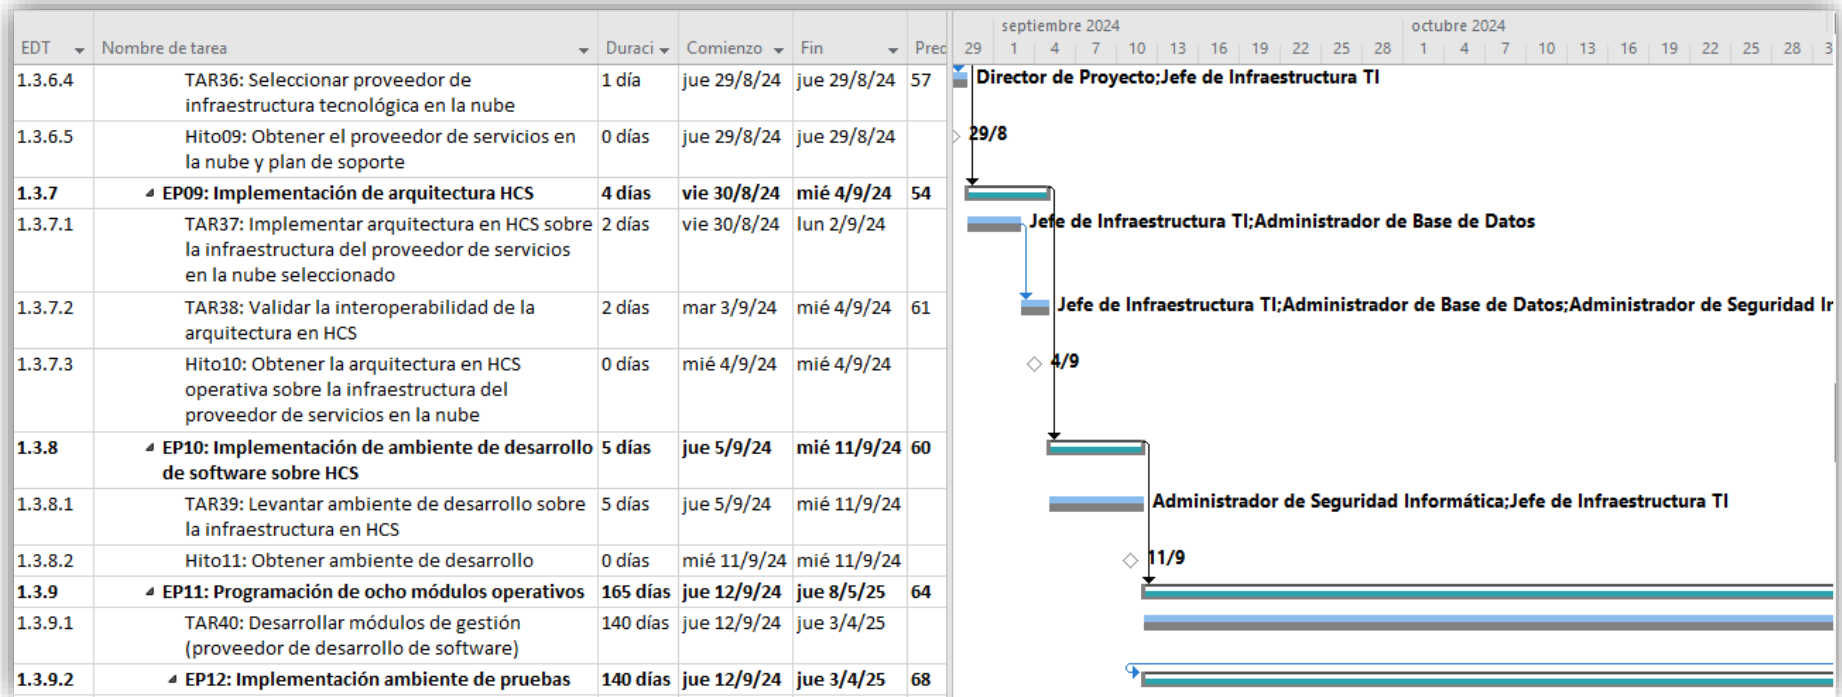 septiembre 2024 octubre 2024
EDT Nombre de tarea Duraci Comienzo Fin Pred 29 1 4 7 10 13 16 19 22 25 28 1 4 7 10 13 16 19 22 25 28 3
1.3.6.4 TAR36: Seleccionar proveedor de 1 día jue 29/8/24 jue 29/8/24 57 Director de Proyecto;Jefe de Infraestructura TI
infraestructura tecnológica en la nube
1.3.6.5 Hito09: Obtener el proveedor de servicios en 0 días jue 29/8/24 jue 29/8/24 29/8
la nube y plan de soporte
1.3.7 EP09: Implementación de arquitectura HCS 4 días vie 30/8/24 mié 4/9/24 54
1.3.7.1 TAR37: Implementar arquitectura en HCS sobre 2 días vie 30/8/24 lun 2/9/24 Jefe de Infraestructura TI;Administrador de Base de Datos
la infraestructura del proveedor de servicios
en la nube seleccionado
1.3.7.2 TAR38: Validar la interoperabilidad de la 2 días mar 3/9/24 mié 4/9/24 61 Jefe de Infraestructura TI;Administrador de Base de Datos;Administrador de Seguridad
arquitectura en HCS
1.3.7.3 Hito10: Obtener la arquitectura en HCS 0 días mié 4/9/24 mié 4/9/24 4/9
operativa sobre la infraestructura del
proveedor de servicios en la nube
1.3.8 EP10: Implementación de ambiente de desarrollo 5 días jue 5/9/24 mié 11/9/24 60
de software sobre HCS
1.3.8.1 TAR39: Levantar ambiente de desarrollo sobre 5 días jue 5/9/24 mié 11/9/24 Administrador de Seguridad Informática;Jefe de Infraestructura TI
la infraestructura en HCS
1.3.8.2 Hito11: Obtener ambiente de desarrollo 0 días mié 11/9/24 mié 11/9/24 11/9
1.3.9 EP11: Programación de ocho módulos operativos 165 días jue 12/9/24 jue 8/5/25 64
1.3.9.1 TAR40: Desarrollar módulos de gestión 140 días jue 12/9/24 jue 3/4/25
(proveedor de desarrollo de software)
1.3.9.2 EP12: Implementación ambiente de pruebas 140 días jue 12/9/24 jue 3/4/25 68